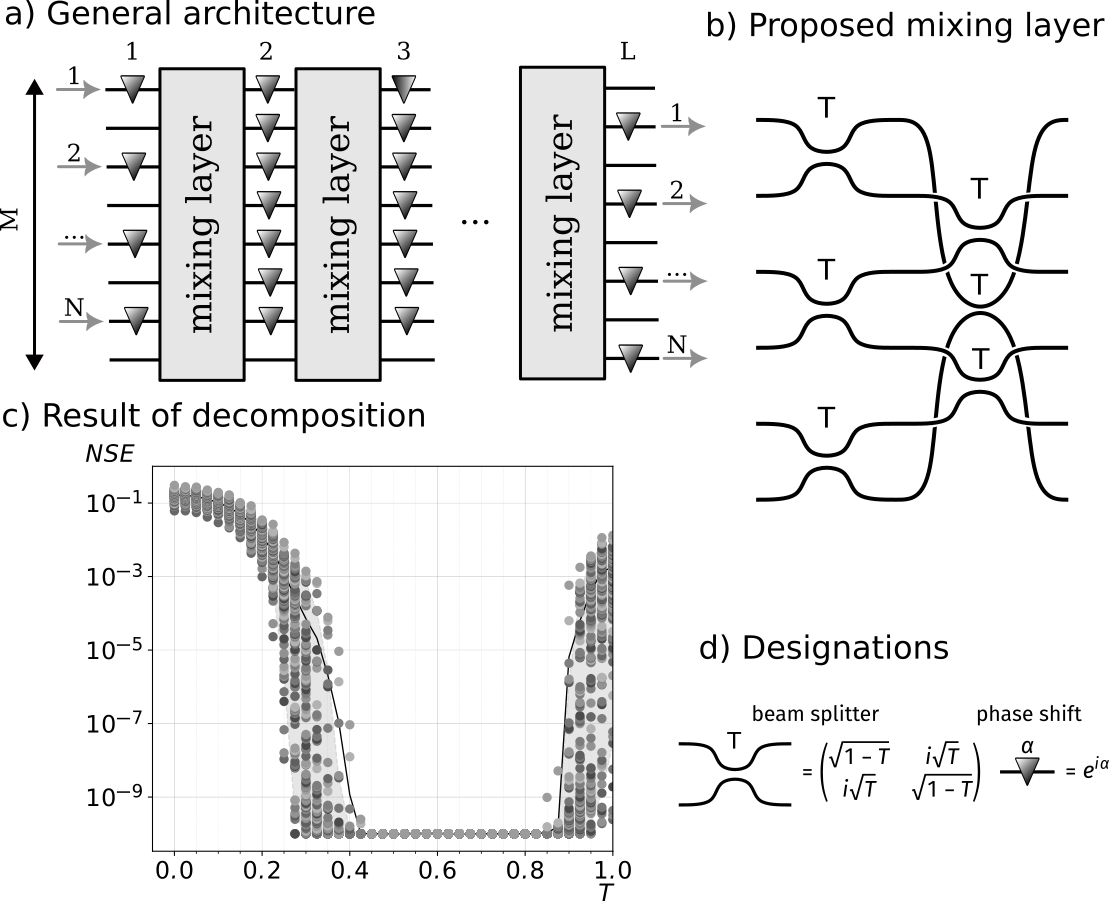 a) General architecture
1 2 3 L
1
2
...
N
M
mixing layer
mixing layer
...
mixing layer
1
2
...
N
b) Proposed mixing layer
T
T
T
T
T
T
c) Result of decomposition
NSE
10^{-1}
10^{-3}
10^{-5}
10^{-7}
10^{-9}
0.0 0.2 0.4 0.6 0.8 1.0
T
d) Designations
beam splitter phase shift
T = (√1 − T i√T α = e^{iα}
i√T √1 − T)